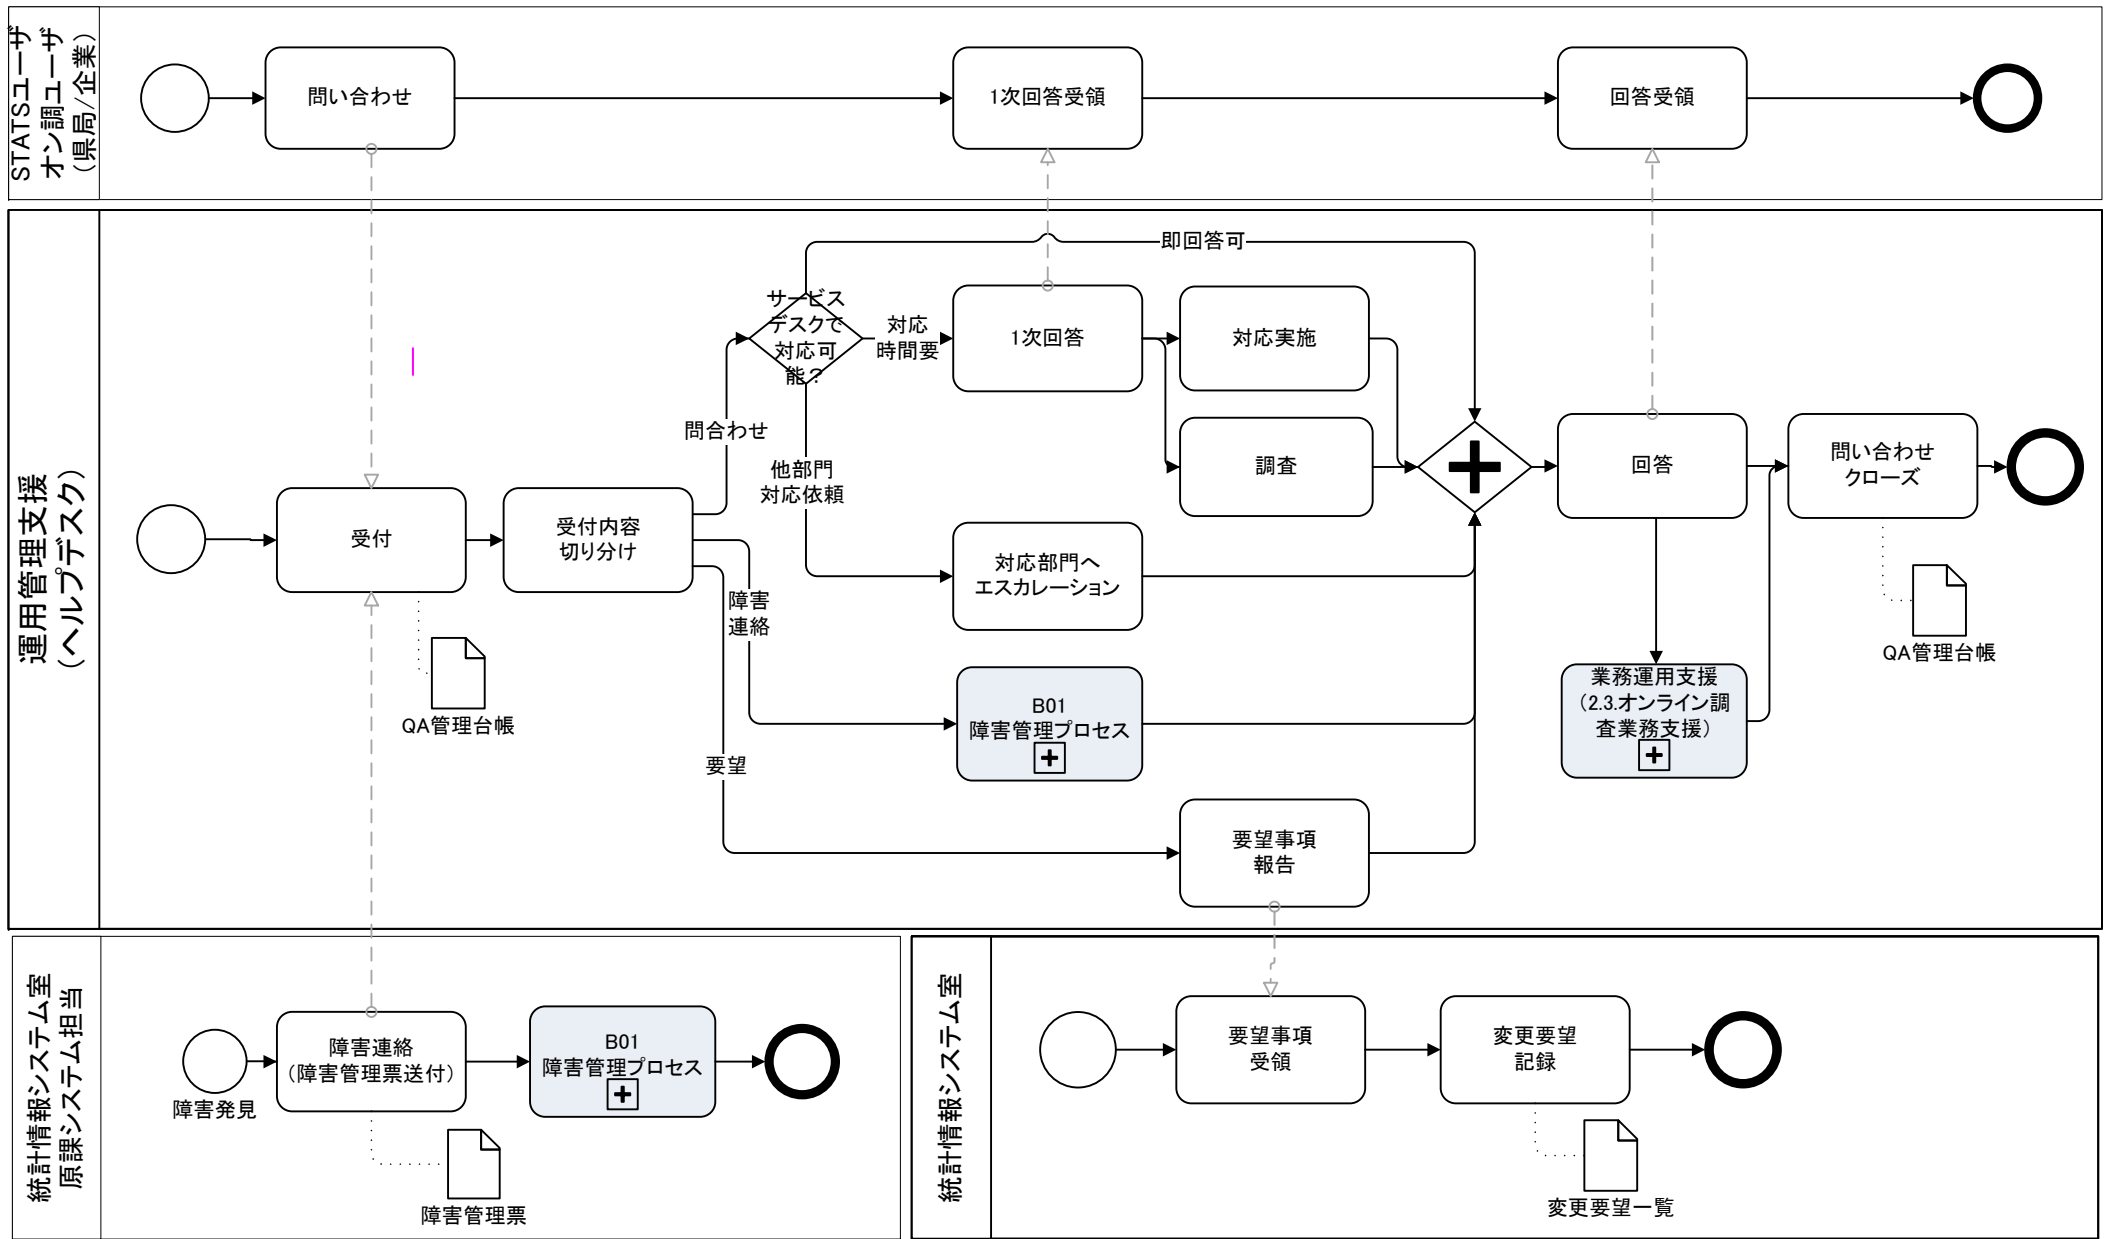 STATSユーザ
オン調ユーザ
（県局/企業）
問い合わせ
1次回答受領
回答受領
運用管理支援
（ヘルプデスク）
即回答可
サービス
デスクで
対応可
能？
対応
時間要
1次回答
対応実施
問合わせ
調査
回答
問い合わせ
クローズ
他部門
対応依頼
受付
受付内容
切り分け
対応部門へ
エスカレーション
障害
連絡
QA管理台帳
QA管理台帳
B01
障害管理プロセス
業務運用支援
（2.3.オンライン調
査業務支援）
要望
要望事項
報告
統計情報システム室
原課システム担当
障害発見
障害連絡
（障害管理票送付）
B01
障害管理プロセス
障害管理票
統計情報システム室
要望事項
受領
変更要望
記録
変更要望一覧